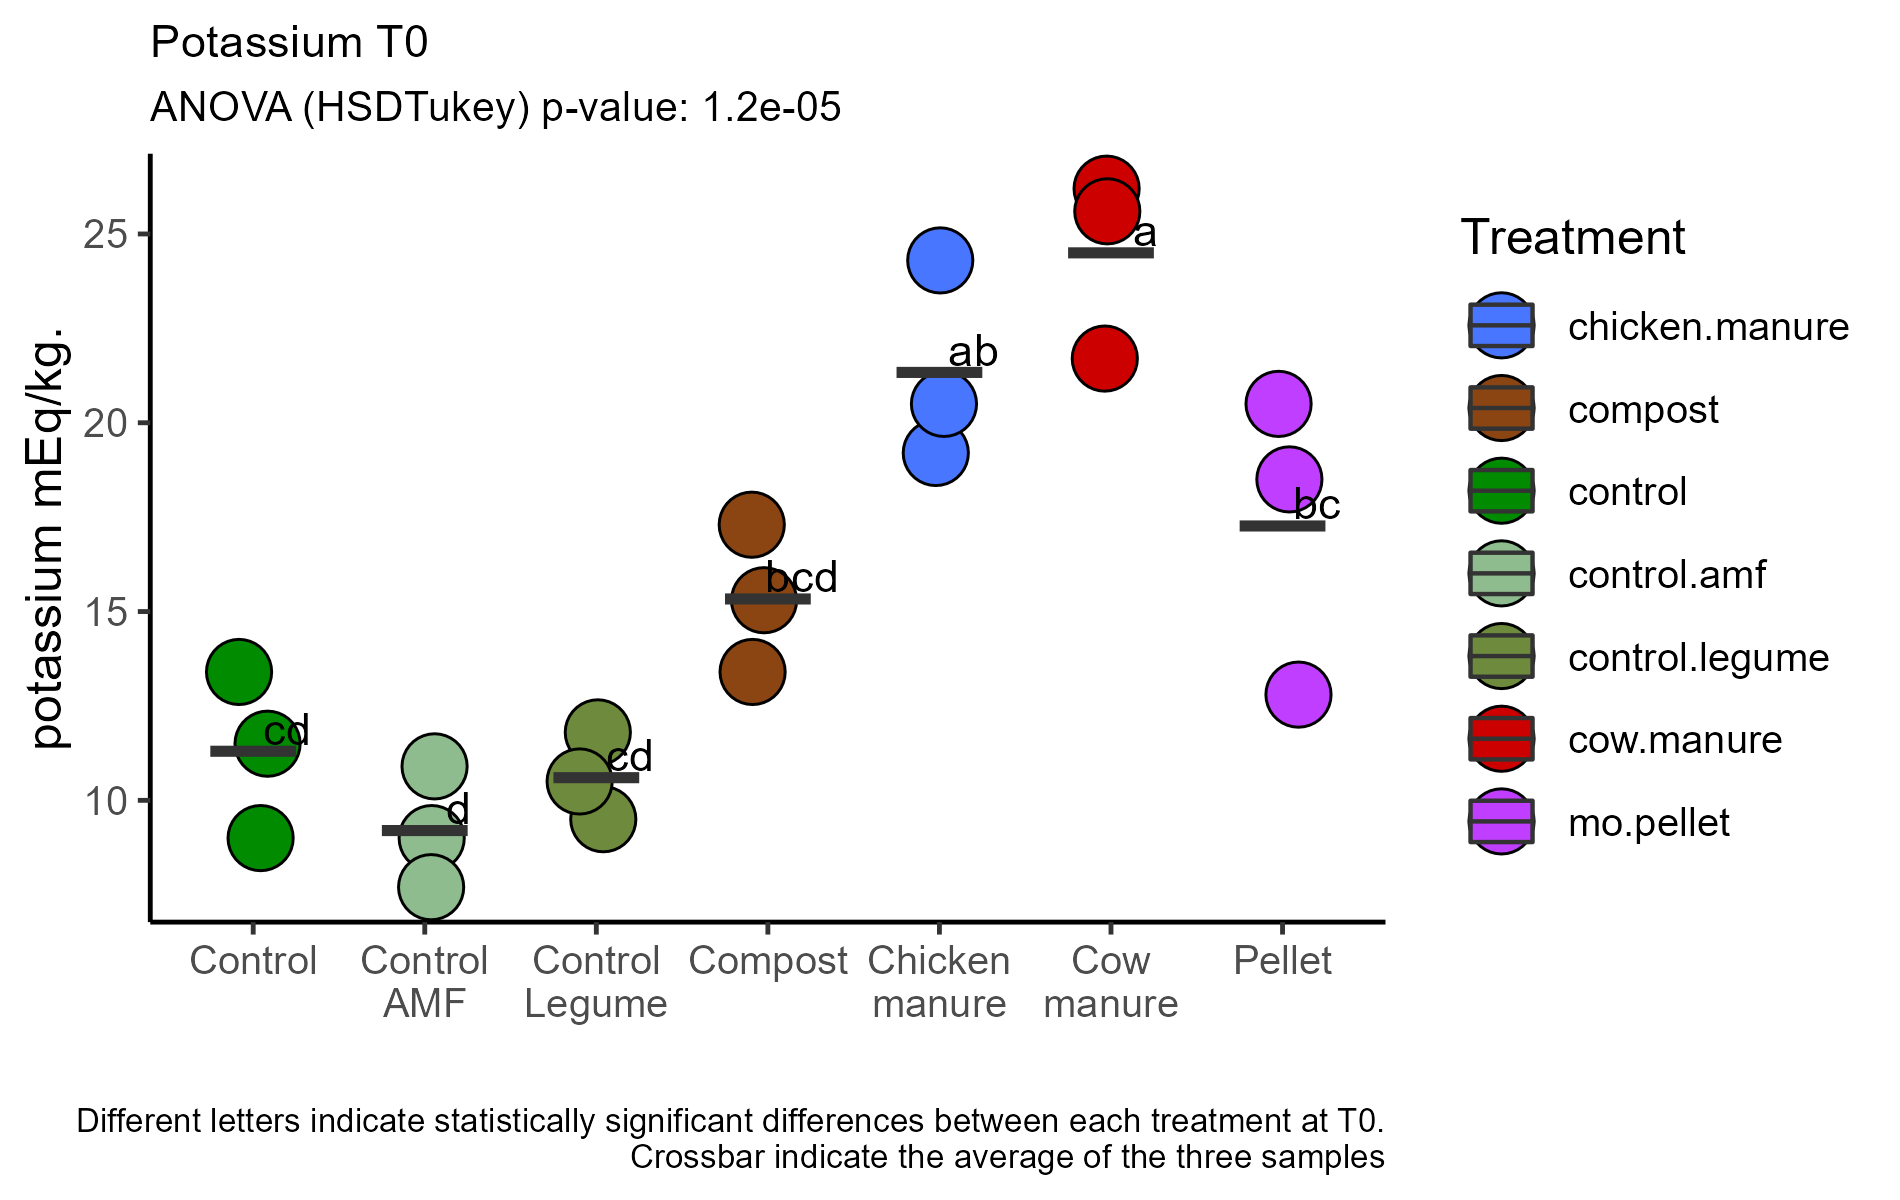 Potassium T0
ANOVA (HSDTukey) p-value: 1.2e-05
potassium mEq/kg.
25
20
15
10
cd
d
cd
bcd
ab
a
bc
Control
Control
AMF
Control
Legume
Compost
Chicken
manure
Cow
manure
Pellet
Treatment
chicken.manure
compost
control
control.amf
control.legume
cow.manure
mo.pellet
Different letters indicate statistically significant differences between each treatment at T0.
Crossbar indicate the average of the three samples